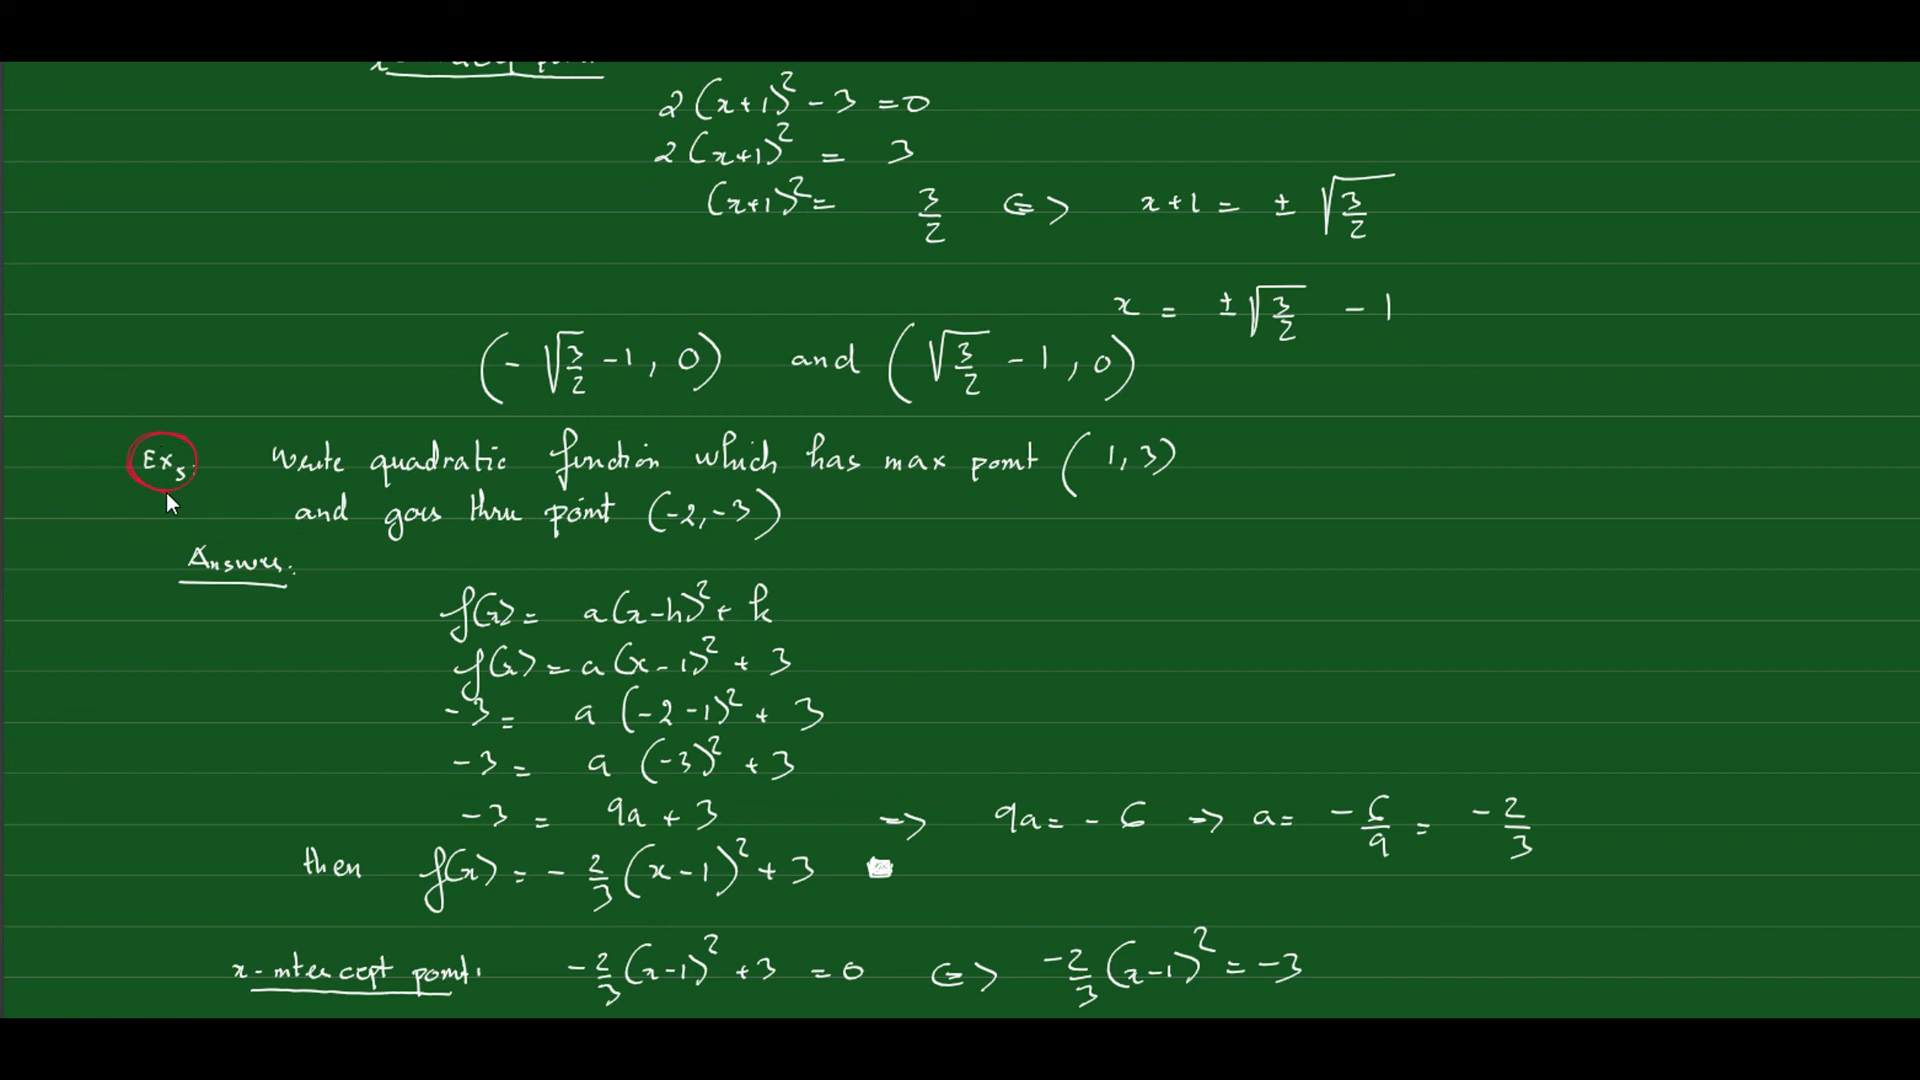 2(x+1)² - 3 = 0
2(x+1)² = 3
(x+1)² = 3/2 <=> x+1 = ± √(3/2)
x = ± √(3/2) - 1
(-√(3/2) - 1, 0) and (√(3/2) - 1, 0)
Ex5: Write quadratic function which has max point (1,3)
and goes thru point (-2,-3)
Answer:
f(x) = a(x-h)² + k
f(x) = a(x-1)² + 3
-3 = a(-2-1)² + 3
-3 = a(-3)² + 3
-3 = 9a + 3 => 9a = -6 => a = -6/9 = -2/3
then f(x) = -2/3(x-1)² + 3
x-intercept point: -2/3(x-1)² + 3 = 0 <=> -2/3(x-1)² = -3